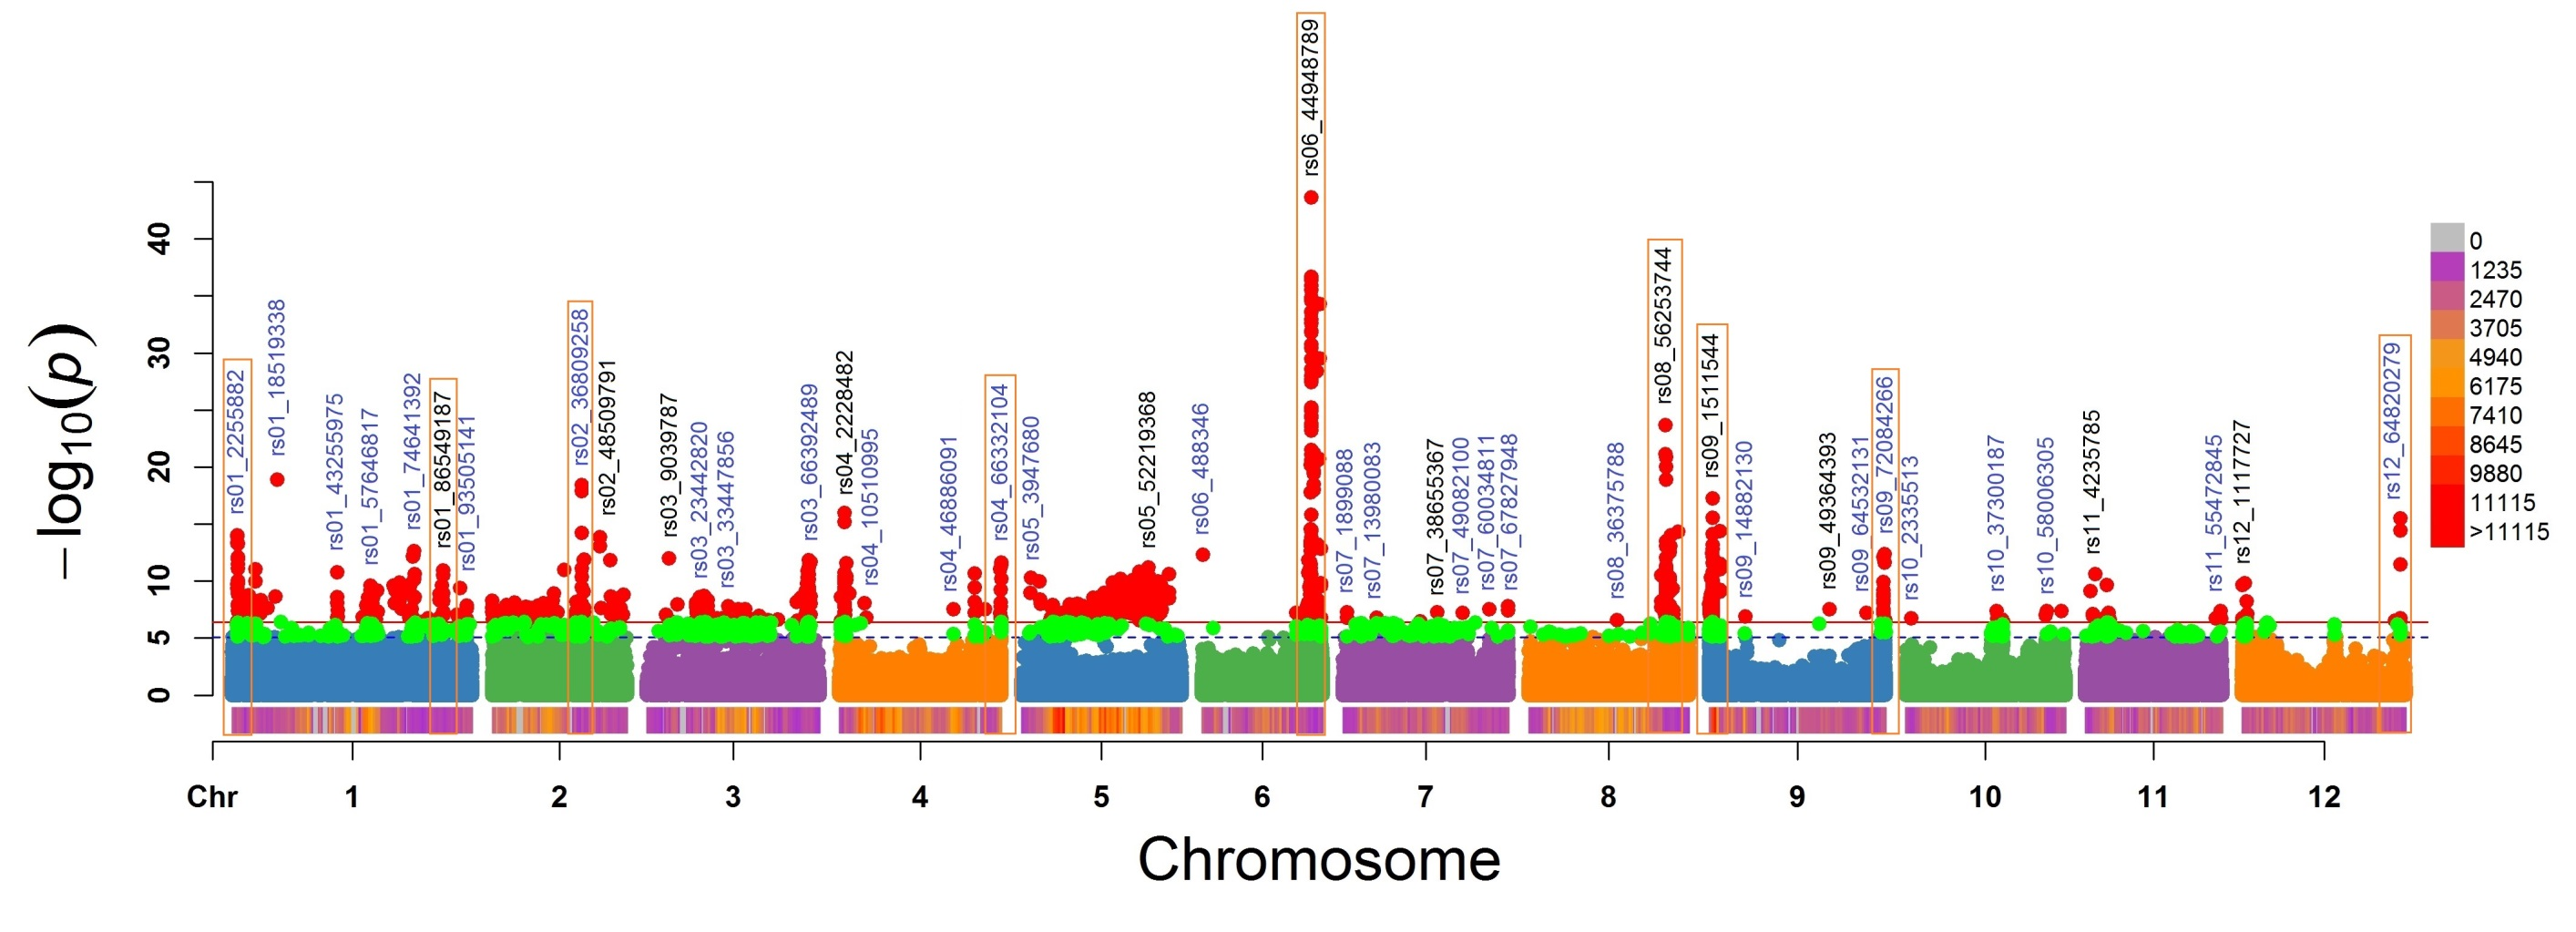 −log10(p)
40
30
20
10
5
0
rs01_2255882
rs01_18519338
rs01_43255975
rs01_57646817
rs01_74641392
rs01_86549187
rs01_93505141
rs02_36809258
rs02_48509791
rs03_9039787
rs03_23442820
rs03_33447856
rs03_66392489
rs04_2228482
rs04_10510995
rs04_46886091
rs04_66332104
rs05_3947680
rs05_52219368
rs06_488346
rs06_44948789
rs07_1899088
rs07_13980083
rs07_38655367
rs07_49082100
rs07_60034811
rs07_67827948
rs08_36375788
rs08_56253744
rs09_1511544
rs09_14882130
rs09_49364393
rs09_64532131
rs09_72084266
rs10_2335513
rs10_37300187
rs10_58006305
rs11_4235785
rs11_55472845
rs12_1117727
rs12_64820279
0
1235
2470
3705
4940
6175
7410
8645
9880
11115
>11115
Chr 1 2 3 4 5 6 7 8 9 10 11 12
Chromosome